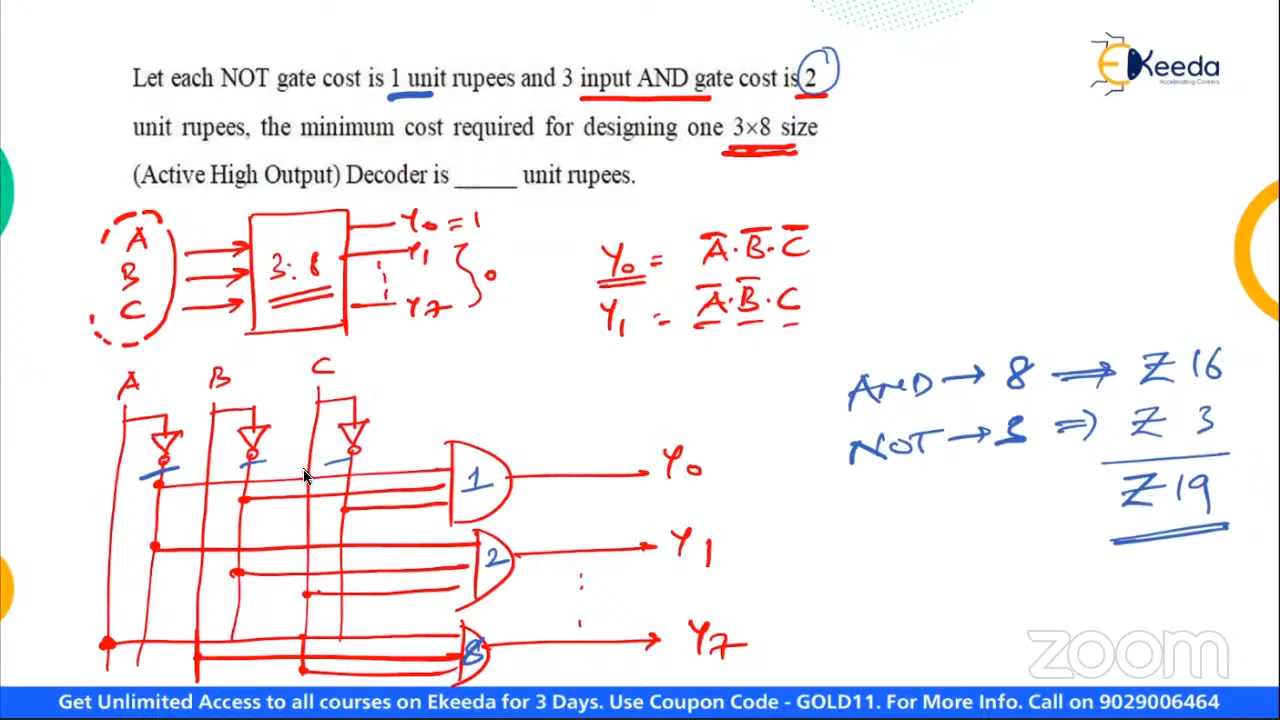 EKeeda
Accelerating Careers
Let each NOT gate cost is 1 unit rupees and 3 input AND gate cost is 2
unit rupees, the minimum cost required for designing one 3×8 size
(Active High Output) Decoder is _____ unit rupees.
A
B
C
3:8
Y0 = 1
Y1
Y7
0
Y0 = A̅·B̅·C̅
Y1 = A̅·B̅·C
A B C
1 Y0
2 Y1
8 Y7
AND → 8 ⇒ Z 16
NOT → 3 ⇒ Z 3
Z 19
zoom
Get Unlimited Access to all courses on Ekeeda for 3 Days. Use Coupon Code - GOLD11. For More Info. Call on 9029006464